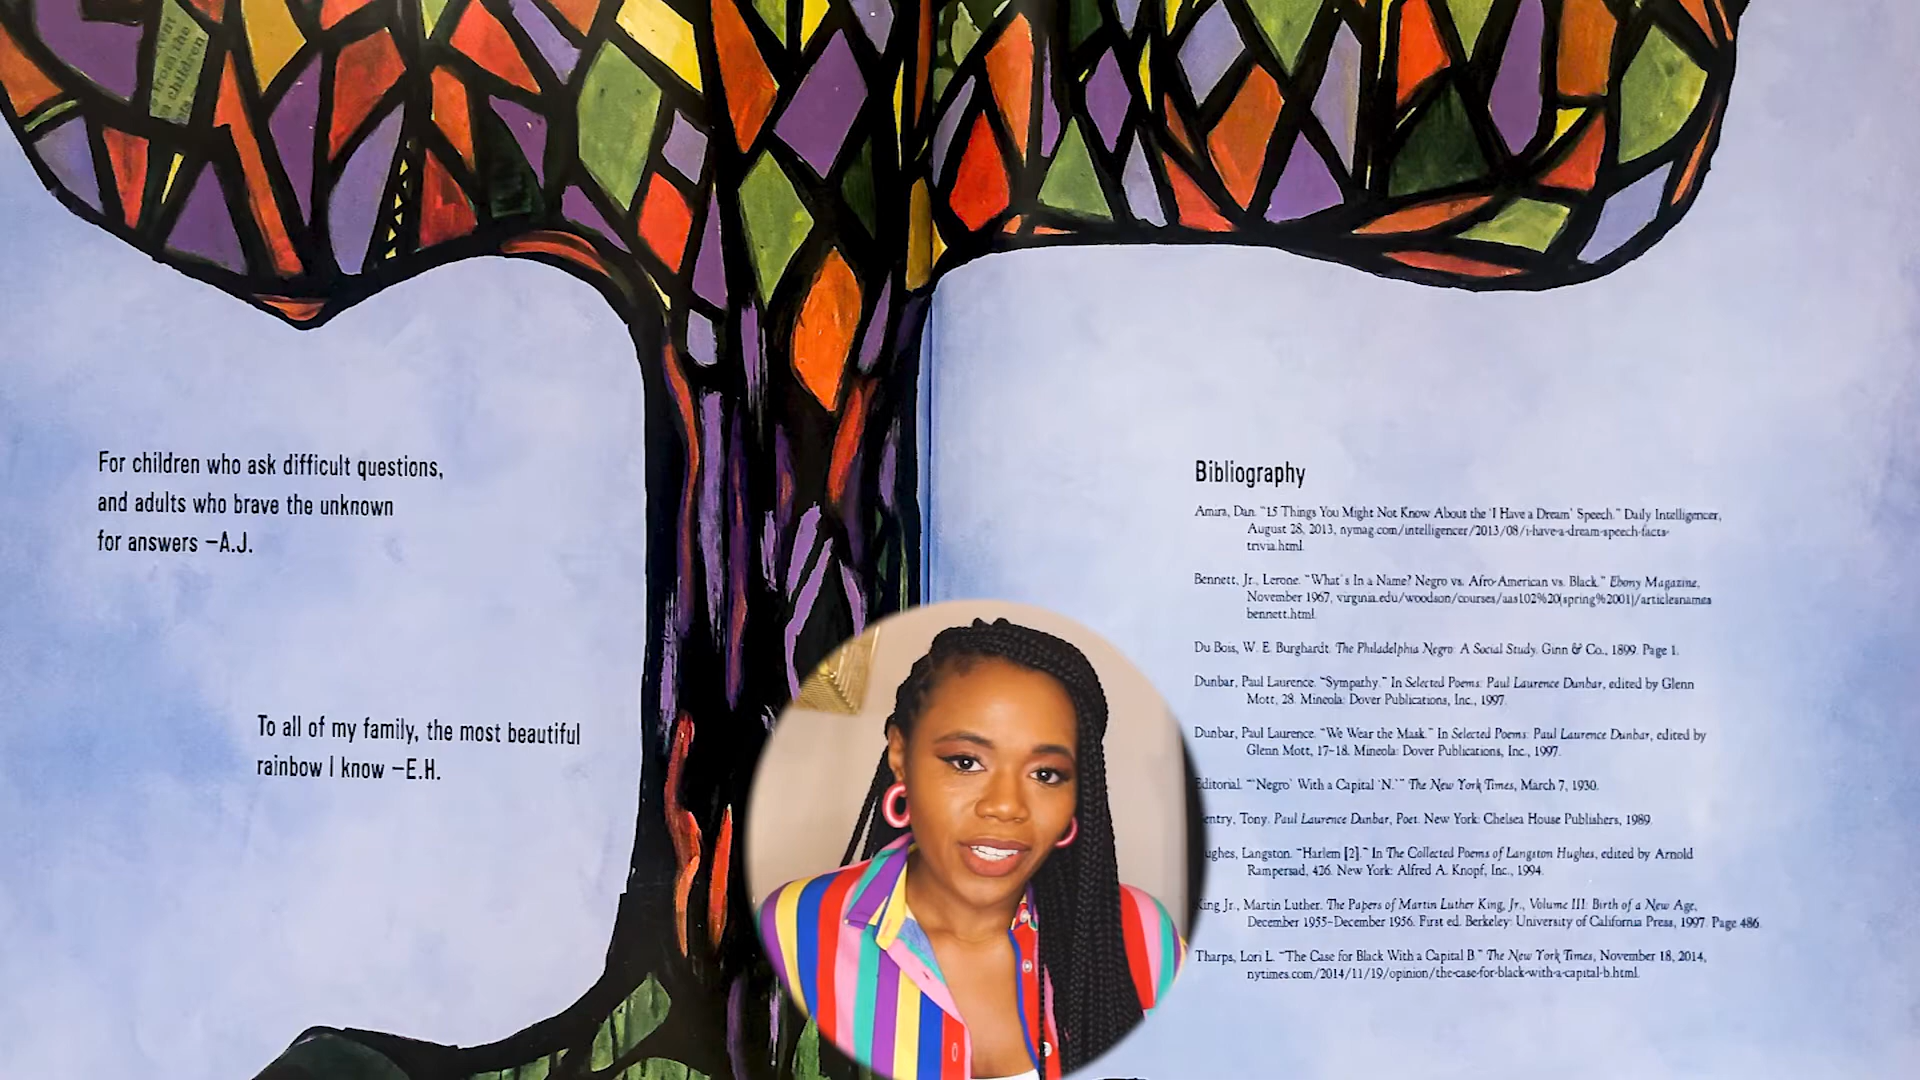 from the
children
For children who ask difficult questions,
and adults who brave the unknown
for answers –A.J.
To all of my family, the most beautiful
rainbow I know –E.H.
Bibliography
Amira, Dan. “15 Things You Might Not Know About the ‘I Have a Dream’ Speech.” Daily Intelligencer,
August 28, 2013, nymag.com/intelligencer/2013/08/i-have-a-dream-speech-facts-
trivia.html.
Bennett, Jr., Lerone. “What’s In a Name? Negro vs. Afro-American vs. Black.” Ebony Magazine,
November 1967, virginia.edu/woodson/courses/aas102%20(spring%2001)/articlesnames
bennett.html.
Du Bois, W. E. Burghardt. The Philadelphia Negro: A Social Study. Ginn & Co., 1899. Page 1.
Dunbar, Paul Laurence. “Sympathy.” In Selected Poems: Paul Laurence Dunbar, edited by Glenn
Mott, 28. Mineola: Dover Publications, Inc., 1997.
Dunbar, Paul Laurence. “We Wear the Mask.” In Selected Poems: Paul Laurence Dunbar, edited by
Glenn Mott, 17–18. Mineola: Dover Publications, Inc., 1997.
Editorial. “‘Negro’ With a Capital ‘N.’” The New York Times, March 7, 1930.
entry, Tony. Paul Laurence Dunbar, Poet. New York: Chelsea House Publishers, 1989.
ughes, Langston. “Harlem [2].” In The Collected Poems of Langston Hughes, edited by Arnold
Rampersad, 426. New York: Alfred A. Knopf, Inc., 1994.
King Jr., Martin Luther. The Papers of Martin Luther King, Jr., Volume III: Birth of a New Age,
December 1955–December 1956. First ed. Berkeley: University of California Press, 1997. Page 486.
Tharps, Lori L. “The Case for Black With a Capital B.” The New York Times, November 18, 2014,
nytimes.com/2014/11/19/opinion/the-case-for-black-with-a-capital-b.html.